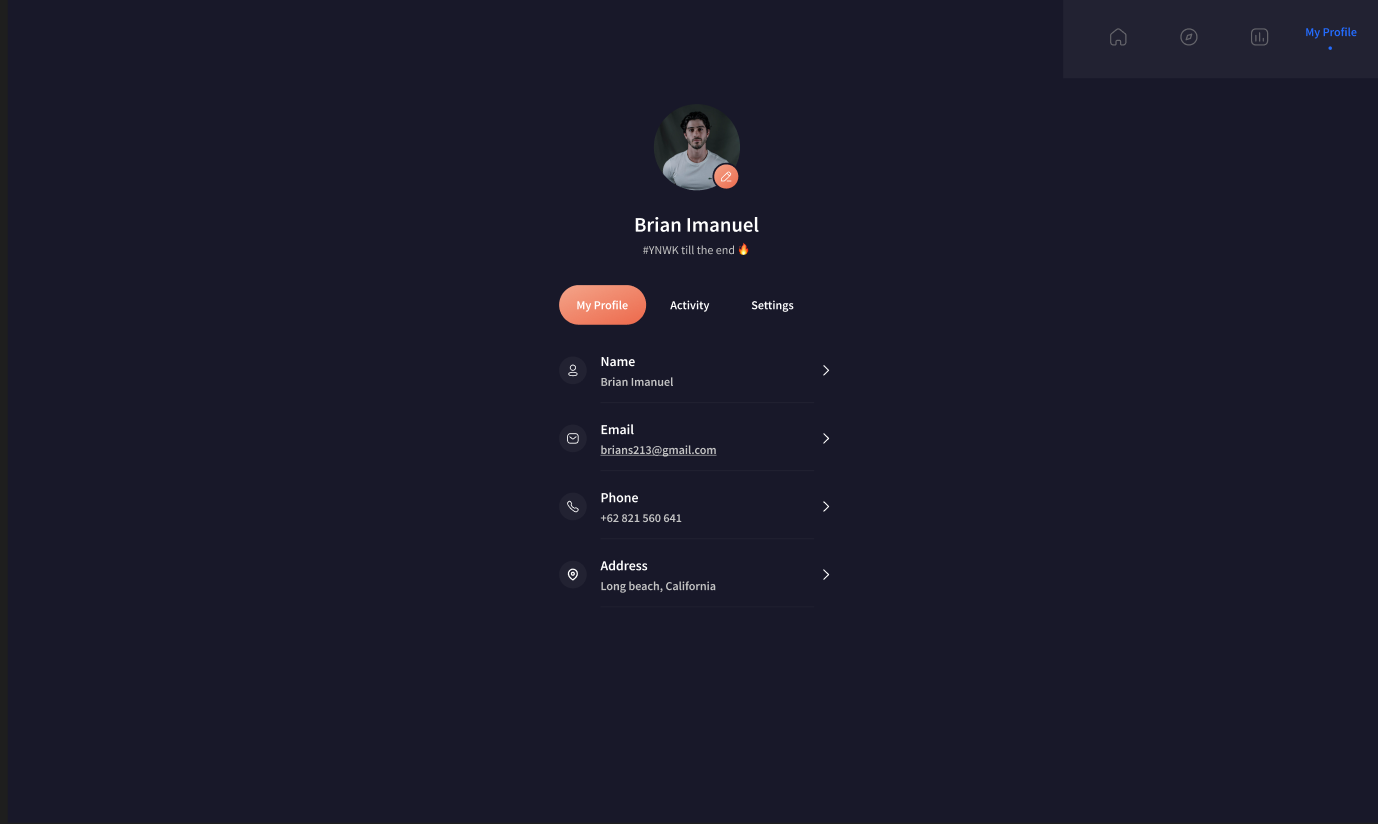 My Profile
Brian Imanuel
#YNWK till the end 🔥
My Profile
Activity
Settings
Name
Brian Imanuel
Email
brians213@gmail.com
Phone
+62 821 560 641
Address
Long beach, California